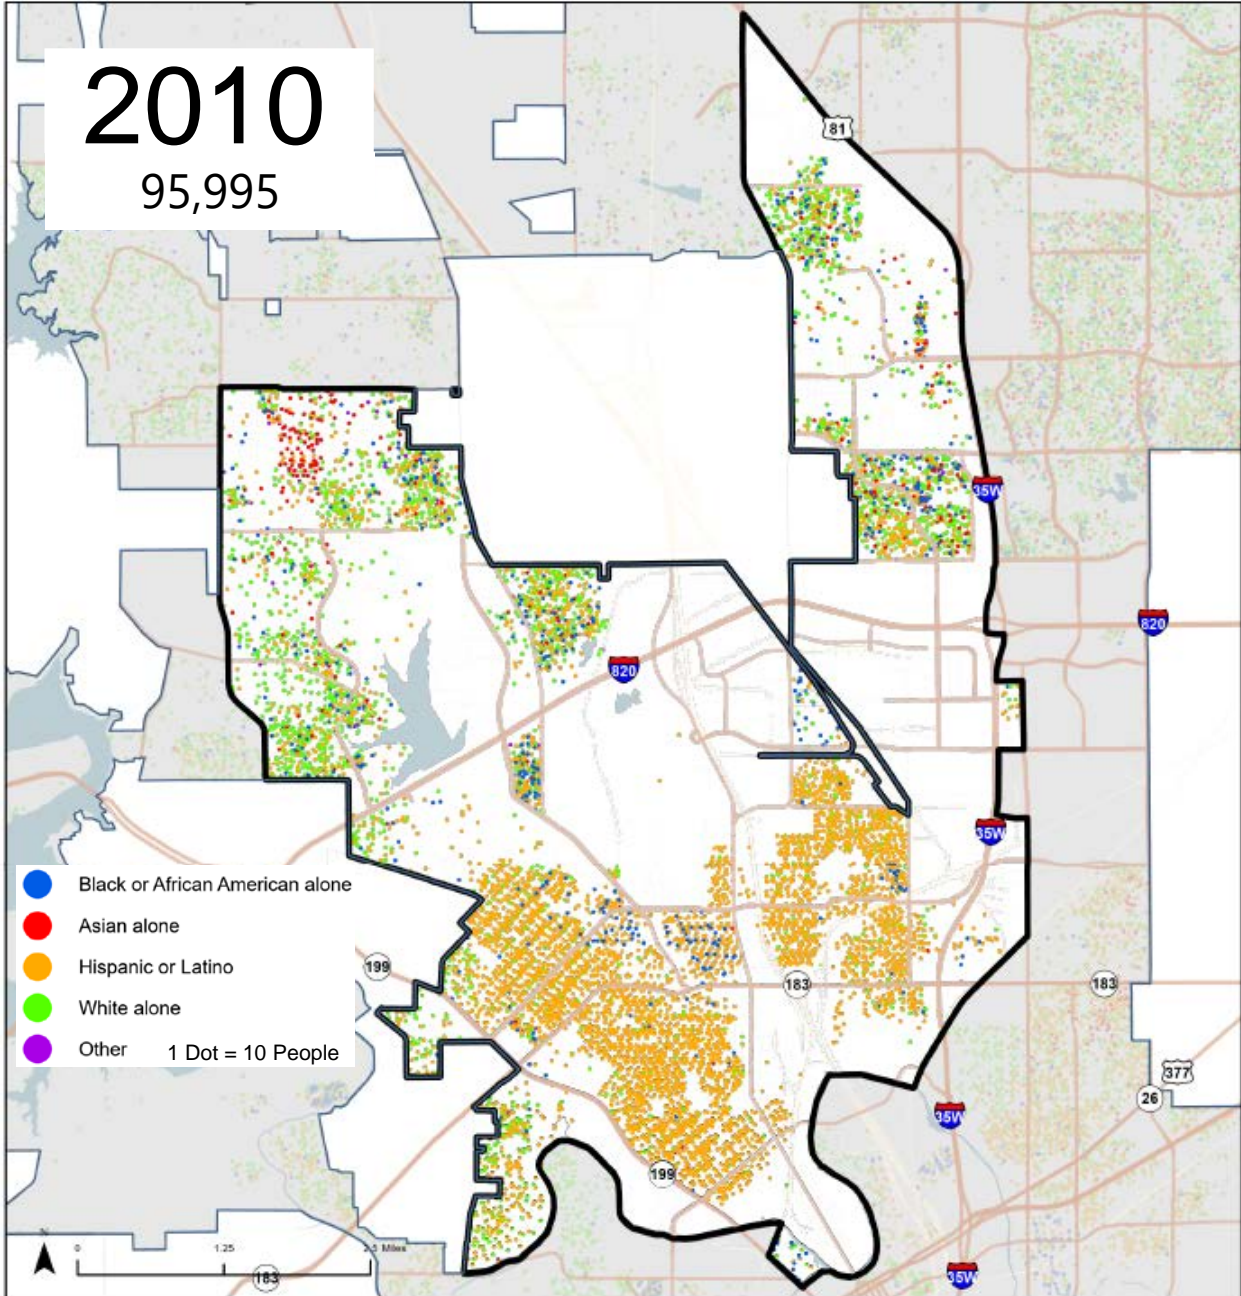 2010
95,995
81
35W
820
820
35W
Black or African American alone
Asian alone
Hispanic or Latino
White alone
Other 1 Dot = 10 People
199
183
183
377
26
35W
199
N
0 1.25 2.5 Miles
183
35W